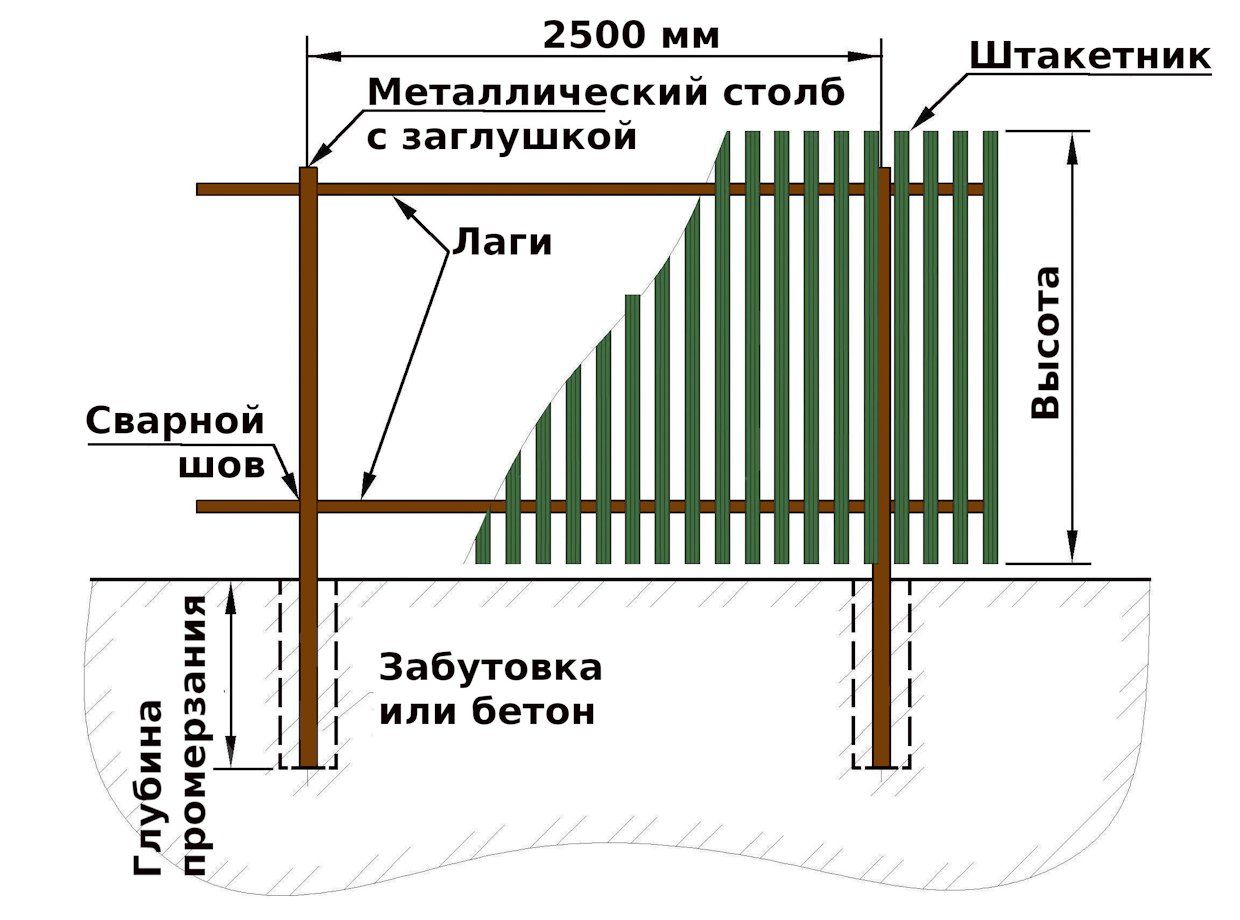 2500 мм
Штакетник
Металлический столб
с заглушкой
Лаги
Высота
Сварной
шов
Забутовка
или бетон
Глубина
промерзания